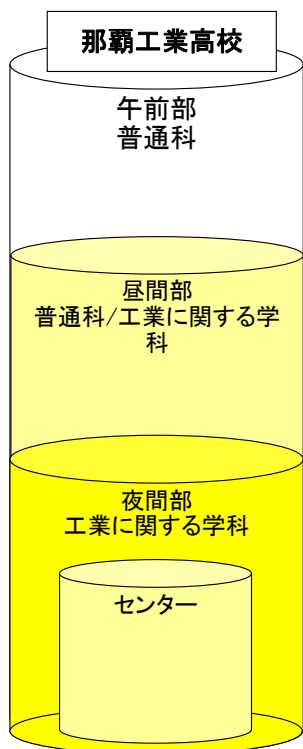 那覇工業高校
午前部
普通科
昼間部
普通科/工業に関する学
科
夜間部
工業に関する学科
センター